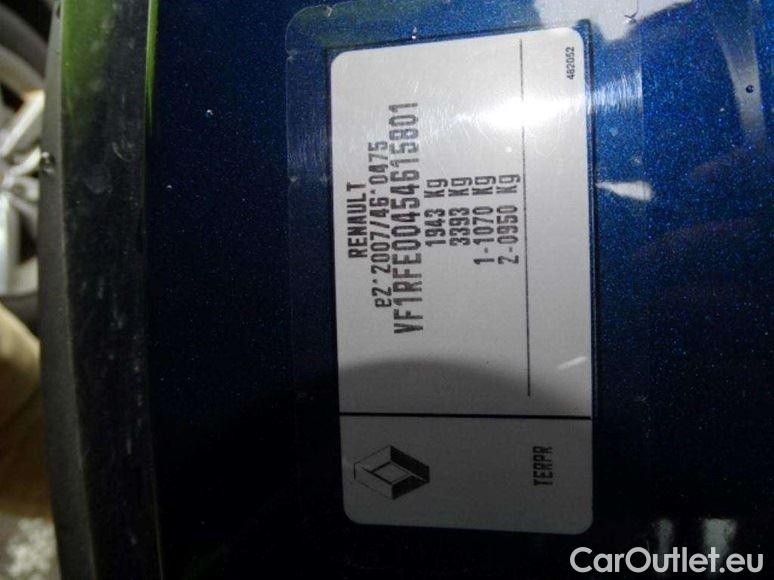 RENAULT
e2*2007/46*0475
VF1RFE00454615801
1943 Kg
3393 Kg
1-1070 Kg
2-0950 Kg
TERPR
482052
CarOutlet.eu